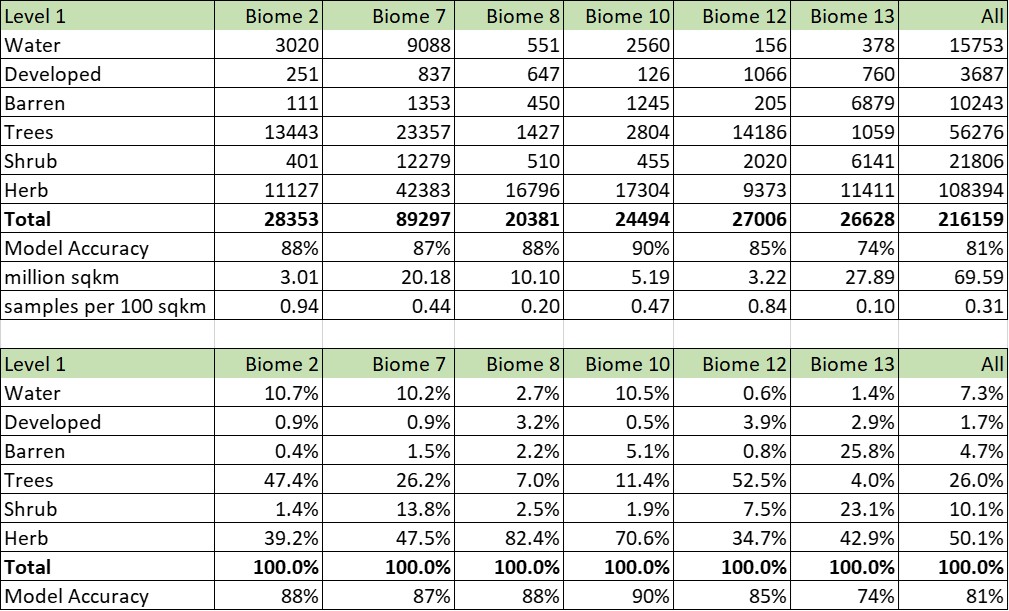 Level 1 Biome 2 Biome 7 Biome 8 Biome 10 Biome 12 Biome 13 All
Water 3020 9088 551 2560 156 378 15753
Developed 251 837 647 126 1066 760 3687
Barren 111 1353 450 1245 205 6879 10243
Trees 13443 23357 1427 2804 14186 1059 56276
Shrub 401 12279 510 455 2020 6141 21806
Herb 11127 42383 16796 17304 9373 11411 108394
Total 28353 89297 20381 24494 27006 26628 216159
Model Accuracy 88% 87% 88% 90% 85% 74% 81%
million sqkm 3.01 20.18 10.10 5.19 3.22 27.89 69.59
samples per 100 sqkm 0.94 0.44 0.20 0.47 0.84 0.10 0.31
Level 1 Biome 2 Biome 7 Biome 8 Biome 10 Biome 12 Biome 13 All
Water 10.7% 10.2% 2.7% 10.5% 0.6% 1.4% 7.3%
Developed 0.9% 0.9% 3.2% 0.5% 3.9% 2.9% 1.7%
Barren 0.4% 1.5% 2.2% 5.1% 0.8% 25.8% 4.7%
Trees 47.4% 26.2% 7.0% 11.4% 52.5% 4.0% 26.0%
Shrub 1.4% 13.8% 2.5% 1.9% 7.5% 23.1% 10.1%
Herb 39.2% 47.5% 82.4% 70.6% 34.7% 42.9% 50.1%
Total 100.0% 100.0% 100.0% 100.0% 100.0% 100.0% 100.0%
Model Accuracy 88% 87% 88% 90% 85% 74% 81%